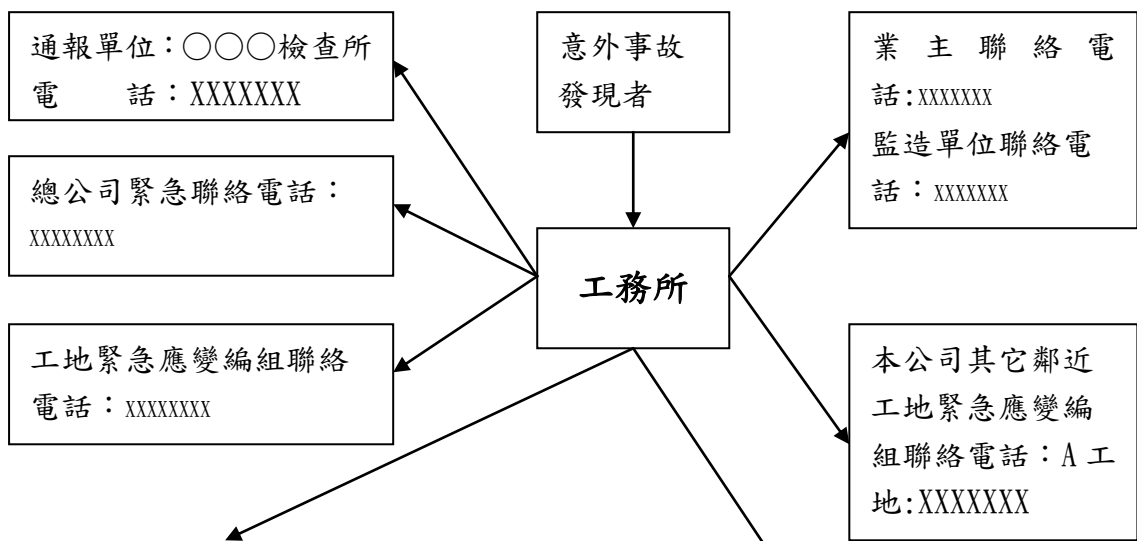 通報單位：○○○檢查所
電 話：XXXXXXX
意外事故
發現者
業主聯絡電
話:XXXXXXX
監造單位聯絡電
話：XXXXXXX
總公司緊急聯絡電話：
XXXXXXXX
工務所
工地緊急應變編組聯絡
電話：XXXXXXXX
本公司其它鄰近
工地緊急應變編
組聯絡電話：A工
地:XXXXXXX